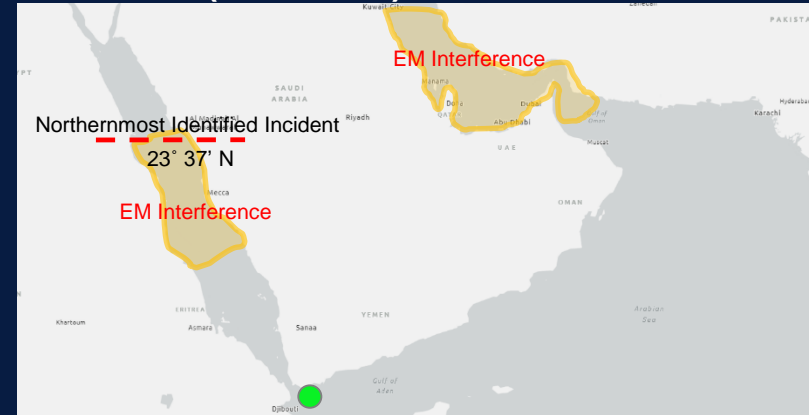 Kuwait City
PAKISTA
EM Interference
Manama
SAUDI
ARABIA
Riyadh
Doha
QATAR
Dubai
Abu Dhabi
Gulf of
Oman
Hyderabad
Karachi
Northernmost Identified Incident
Muscat
UAE
23° 37' N
Mecca
EM Interference
OMAN
ERITREA
YEMEN
Arabian
Sea
Khartoum
Asmara
Sanaa
Gulf of
Aden
Djibouti